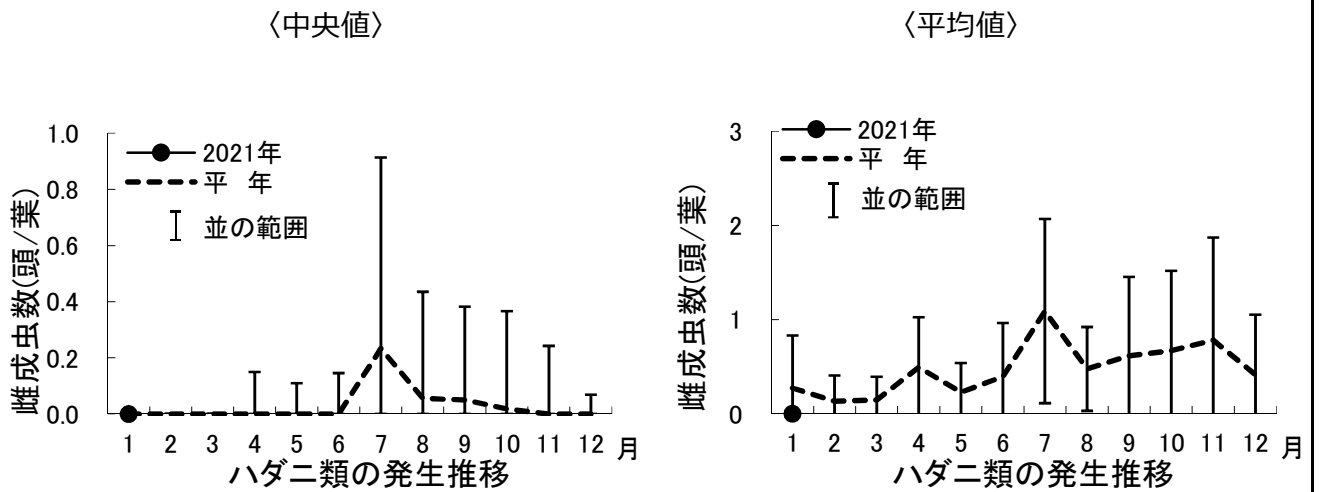 〈中央値〉
1.0
0.8
0.6
0.4
0.2
0.0
雌成虫数(頭/葉)
2021年
平 年
並の範囲
1 2 3 4 5 6 7 8 9 10 11 12 月
ハダニ類の発生推移
〈平均値〉
3
2
1
0
雌成虫数(頭/葉)
2021年
平 年
並の範囲
1 2 3 4 5 6 7 8 9 10 11 12 月
ハダニ類の発生推移